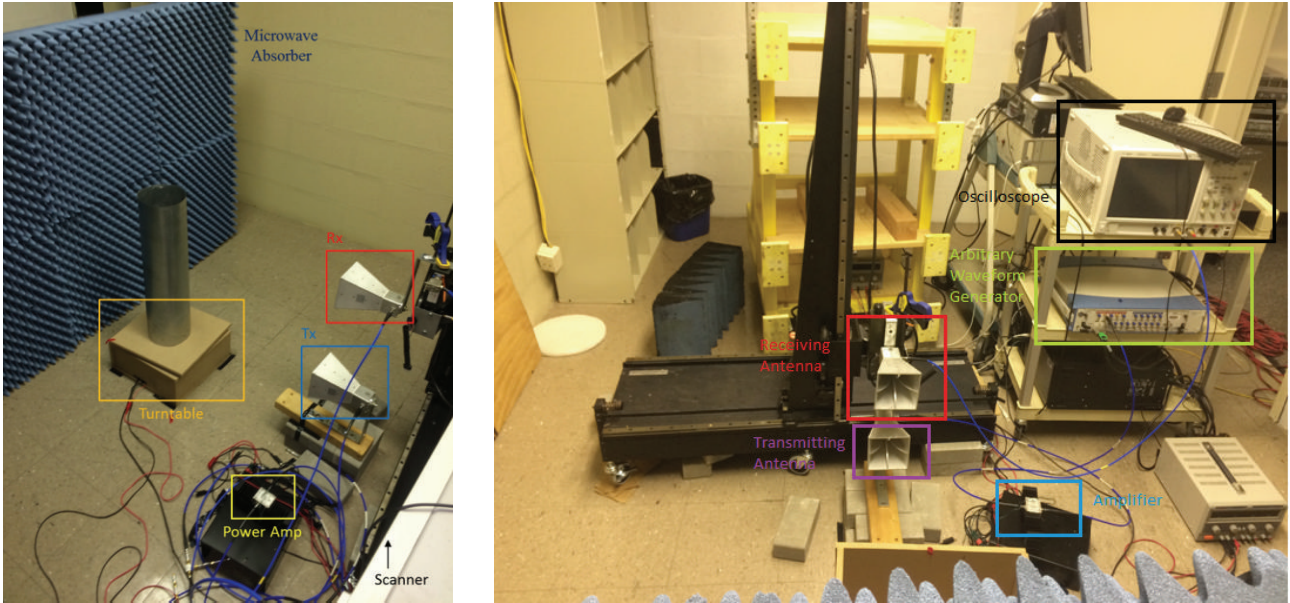 Microwave
Absorber
Rx
Tx
Turntable
Power Amp
Scanner
Oscilloscope
Arbitrary
Waveform
Generator
Receiving
Antenna
Transmitting
Antenna
Amplifier